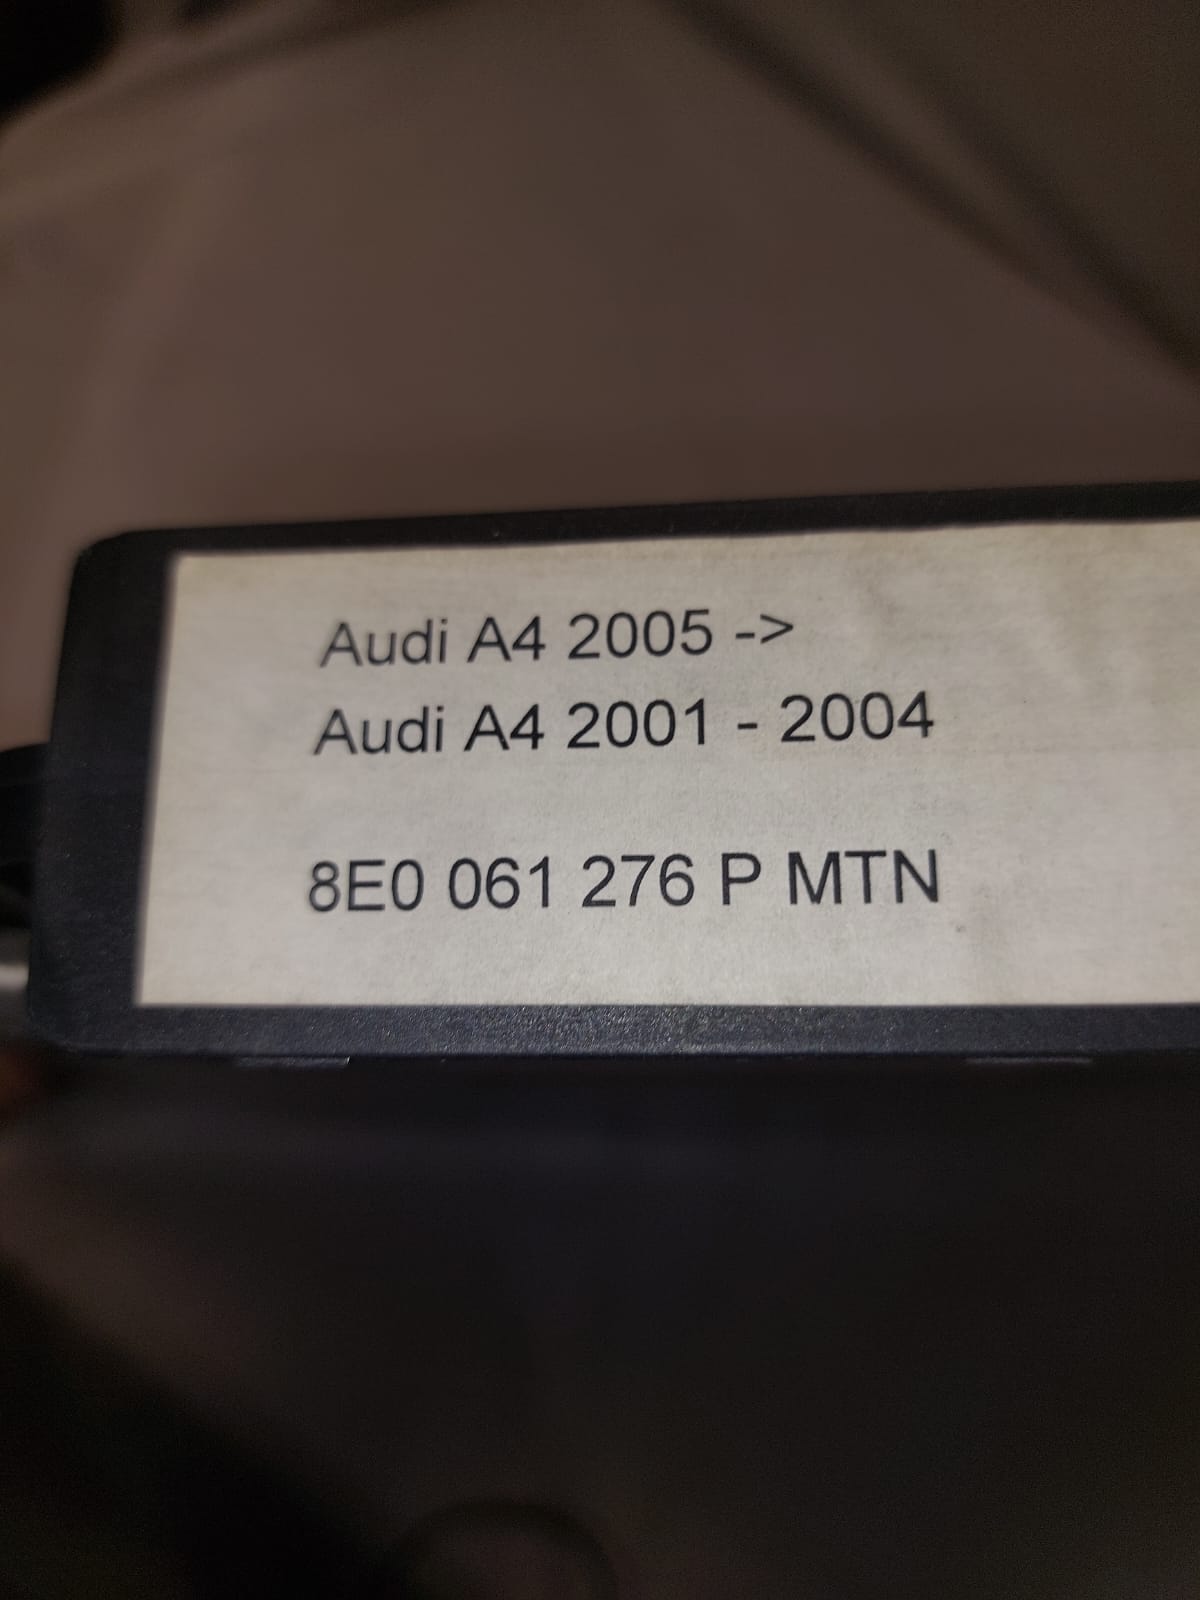 Audi A4 2005 ->
Audi A4 2001 - 2004
8E0 061 276 P MTN